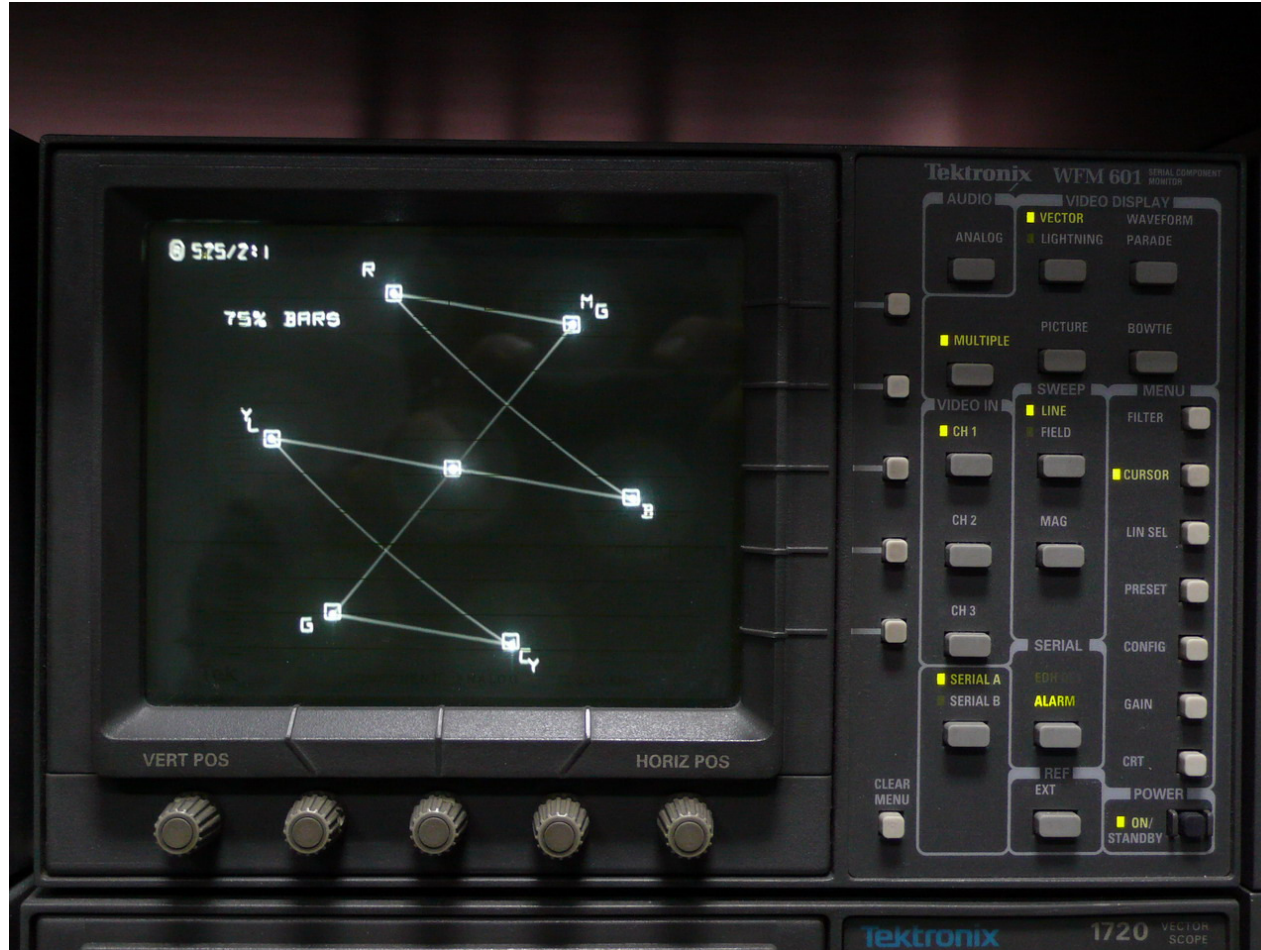 Tektronix WFM 601 SERIAL COMPONENT
MONITOR
AUDIO
VIDEO DISPLAY
VECTOR
WAVEFORM
ANALOG
LIGHTNING
PARADE
525/2:1
R
MG
75% BARS
PICTURE
BOWTIE
MULTIPLE
SWEEP
MENU
VIDEO IN
LINE
FILTER
YL
CH 1
FIELD
CURSOR
B
CH 2
MAG
LIN SEL
PRESET
CH 3
G
CY
SERIAL
CONFIG
SERIAL A
EDH
SERIAL B
ALARM
GAIN
VERT POS
HORIZ POS
CRT
REF
CLEAR
MENU
EXT
POWER
ON/
STANDBY
Tektronix
1720 VECTOR
SCOPE